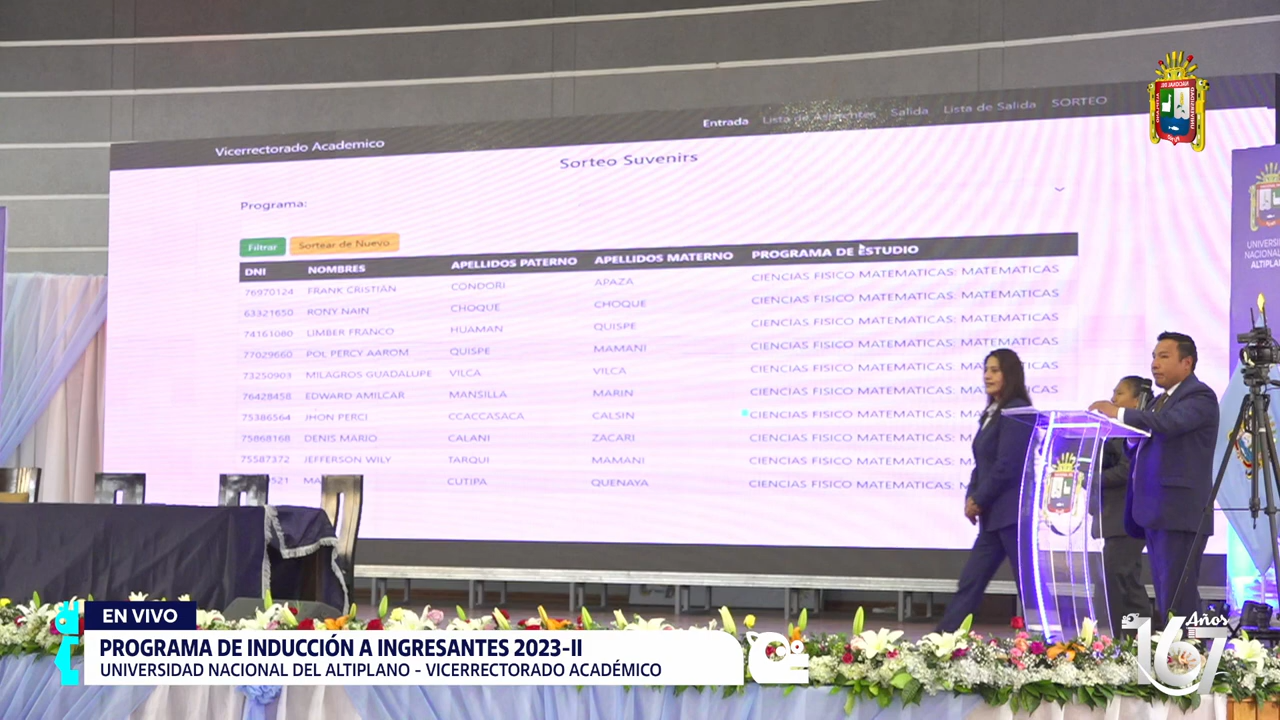 Vicerrectorado Academico
Entrada Lista de Asistentes Salida Lista de Salida SORTEO
Sorteo Suvenirs
Programa:
Filtrar Sortear de Nuevo
DNI NOMBRES APELLIDOS PATERNO APELLIDOS MATERNO PROGRAMA DE ESTUDIO
76970124 FRANK CRISTIAN CONDORI APAZA CIENCIAS FISICO MATEMATICAS: MATEMATICAS
63321650 RONY NAIN CHOQUE CHOQUE CIENCIAS FISICO MATEMATICAS: MATEMATICAS
74161080 LIMBER FRANCO HUAMAN QUISPE CIENCIAS FISICO MATEMATICAS: MATEMATICAS
77029660 POL PERCY AAROM QUISPE MAMANI CIENCIAS FISICO MATEMATICAS: MATEMATICAS
73250903 MILAGROS GUADALUPE VILCA VILCA CIENCIAS FISICO MATEMATICAS: MATEMATICAS
76428458 EDWARD AMILCAR MANSILLA MARIN CIENCIAS FISICO MATEMATICAS:
75386564 JHON PERCI CCACCASACA CALSIN CIENCIAS FISICO MATEMATICAS:
75868168 DENIS MARIO CALANI ZACARI CIENCIAS FISICO MATEMATICAS:
75587372 JEFFERSON WILY TARQUI MAMANI CIENCIAS FISICO MATEMATICAS:
CUTIPA QUENAYA CIENCIAS FISICO MATEMATICAS:
UNIVERSI
NACIONAL
ALTIPLA
EN VIVO
PROGRAMA DE INDUCCIÓN A INGRESANTES 2023-II
UNIVERSIDAD NACIONAL DEL ALTIPLANO - VICERRECTORADO ACADÉMICO
167 Años